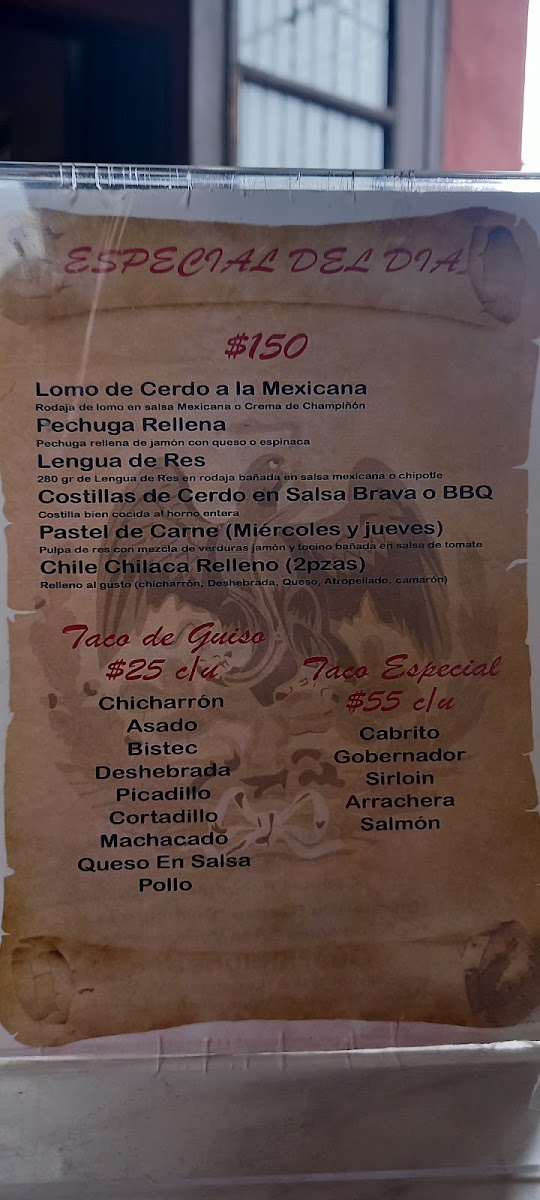 ESPECIAL DEL DIA
$150
Lomo de Cerdo a la Mexicana
Rodaja de lomo en salsa Mexicana o Crema de Champiñón
Pechuga Rellena
Pechuga rellena de jamón con queso o espinaca
Lengua de Res
280 gr de Lengua de Res en rodaja bañada en salsa mexicana o chipotle
Costillas de Cerdo en Salsa Brava o BBQ
Costilla bien cocida al horno entera
Pastel de Carne (Miércoles y jueves)
Pulpa de res con mezcla de verduras jamón y tocino bañada en salsa de tomate
Chile Chilaca Relleno (2pzas)
Relleno al gusto (chicharrón, Deshebrada, Queso, Atropellado, camarón)
Taco de Guiso
$25 c/u
Chicharrón
Asado
Bistec
Deshebrada
Picadillo
Cortadillo
Machacado
Queso En Salsa
Pollo
Taco Especial
$55 c/u
Cabrito
Gobernador
Sirloin
Arrachera
Salmón